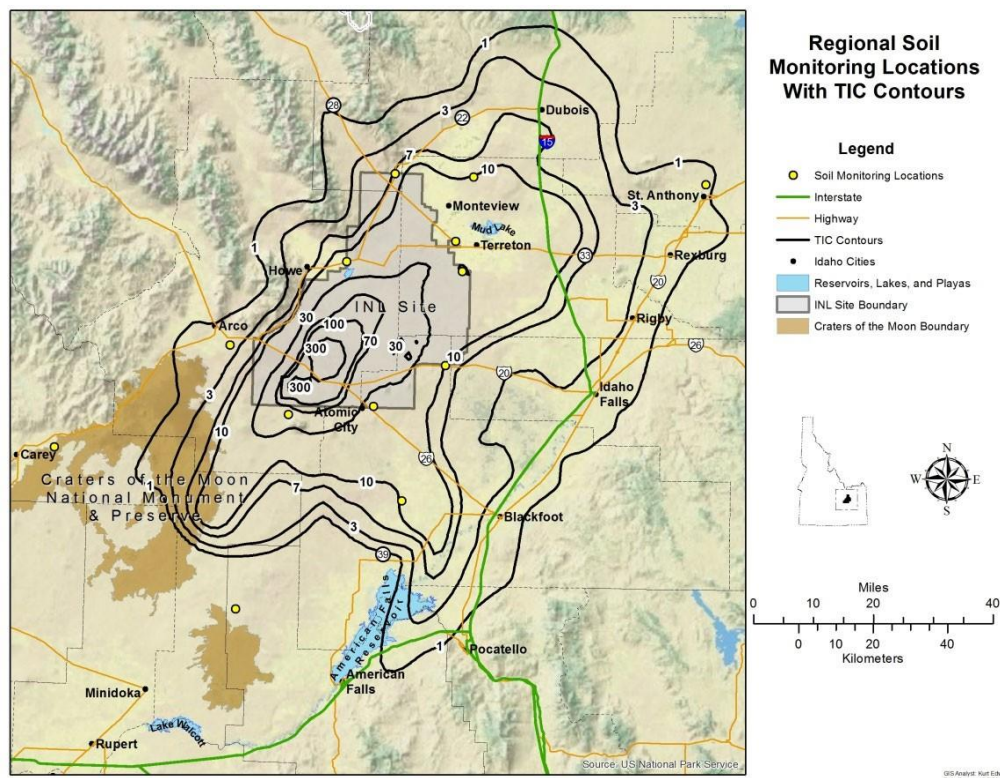 Regional Soil
Monitoring Locations
With TIC Contours
Legend
Soil Monitoring Locations
Interstate
Highway
TIC Contours
Idaho Cities
Reservoirs, Lakes, and Playas
INL Site Boundary
Craters of the Moon Boundary
1
28
3
22
Dubois
15
7
10
1
St. Anthony
Monteview
3
Mud Lake
Terreton
1
33
Rexburg
Howe
20
INL Site
30
100
Rigby
Arco
70
30
26
300
10
20
300
3
Idaho
Falls
Atomic
City
10
Carey
26
Craters of the Moon
National Monument
& Preserve
1
10
7
3
Blackfoot
39
American Falls
Reservoir
1
Pocatello
American
Falls
Minidoka
Lake Walcott
Rupert
Source: US National Park Service
N
W
E
S
Miles
0 10 20 40
0 10 20 40
Kilometers